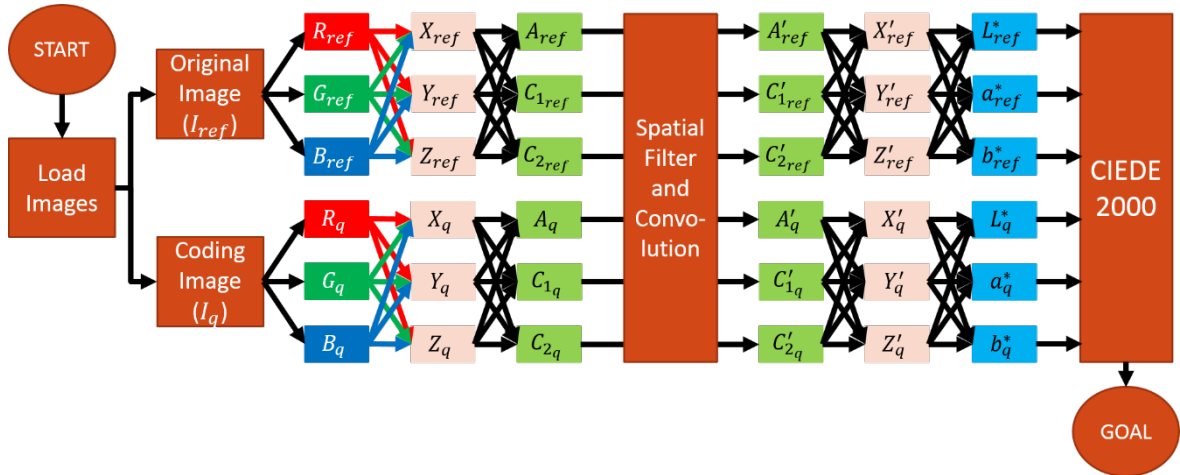 START
Load
Images
Original
Image
(I_ref)
Coding
Image
(I_q)
R_ref
G_ref
B_ref
R_q
G_q
B_q
X_ref
Y_ref
Z_ref
X_q
Y_q
Z_q
A_ref
C_1ref
C_2ref
A_q
C_1q
C_2q
Spatial
Filter
and
Convo-
lution
A'_ref
C'_1ref
C'_2ref
A'_q
C'_1q
C'_2q
X'_ref
Y'_ref
Z'_ref
X'_q
Y'_q
Z'_q
L*_ref
a*_ref
b*_ref
L*_q
a*_q
b*_q
CIEDE
2000
GOAL